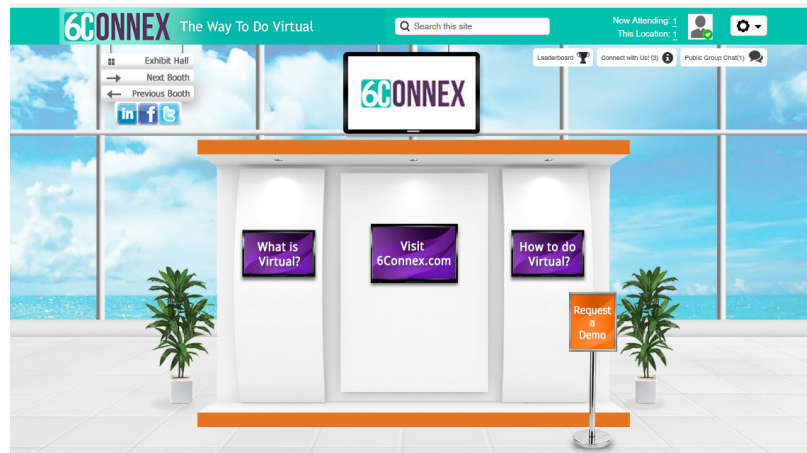 6CONNEX The Way To Do Virtual
Search this site
Now Attending: 1
This Location: 1
Exhibit Hall
Next Booth
Previous Booth
in f t
Leaderboard
Connect with Us! (3)
Public Group Chat(1)
6CONNEX
What is
Virtual?
Visit
6Connex.com
How to do
Virtual?
Request
a
Demo